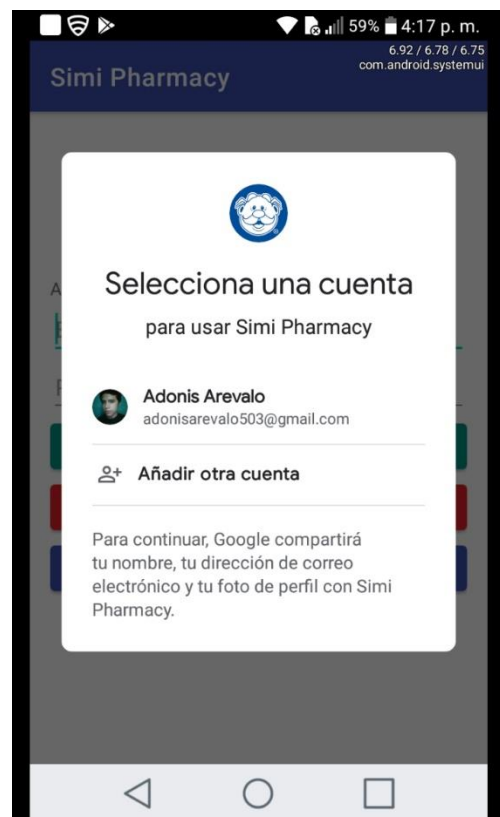 59% 4:17 p. m.
6.92 / 6.78 / 6.75
com.android.systemui
Simi Pharmacy
Selecciona una cuenta
para usar Simi Pharmacy
Adonis Arevalo
adonisarevalo503@gmail.com
Añadir otra cuenta
Para continuar, Google compartirá
tu nombre, tu dirección de correo
electrónico y tu foto de perfil con Simi
Pharmacy.